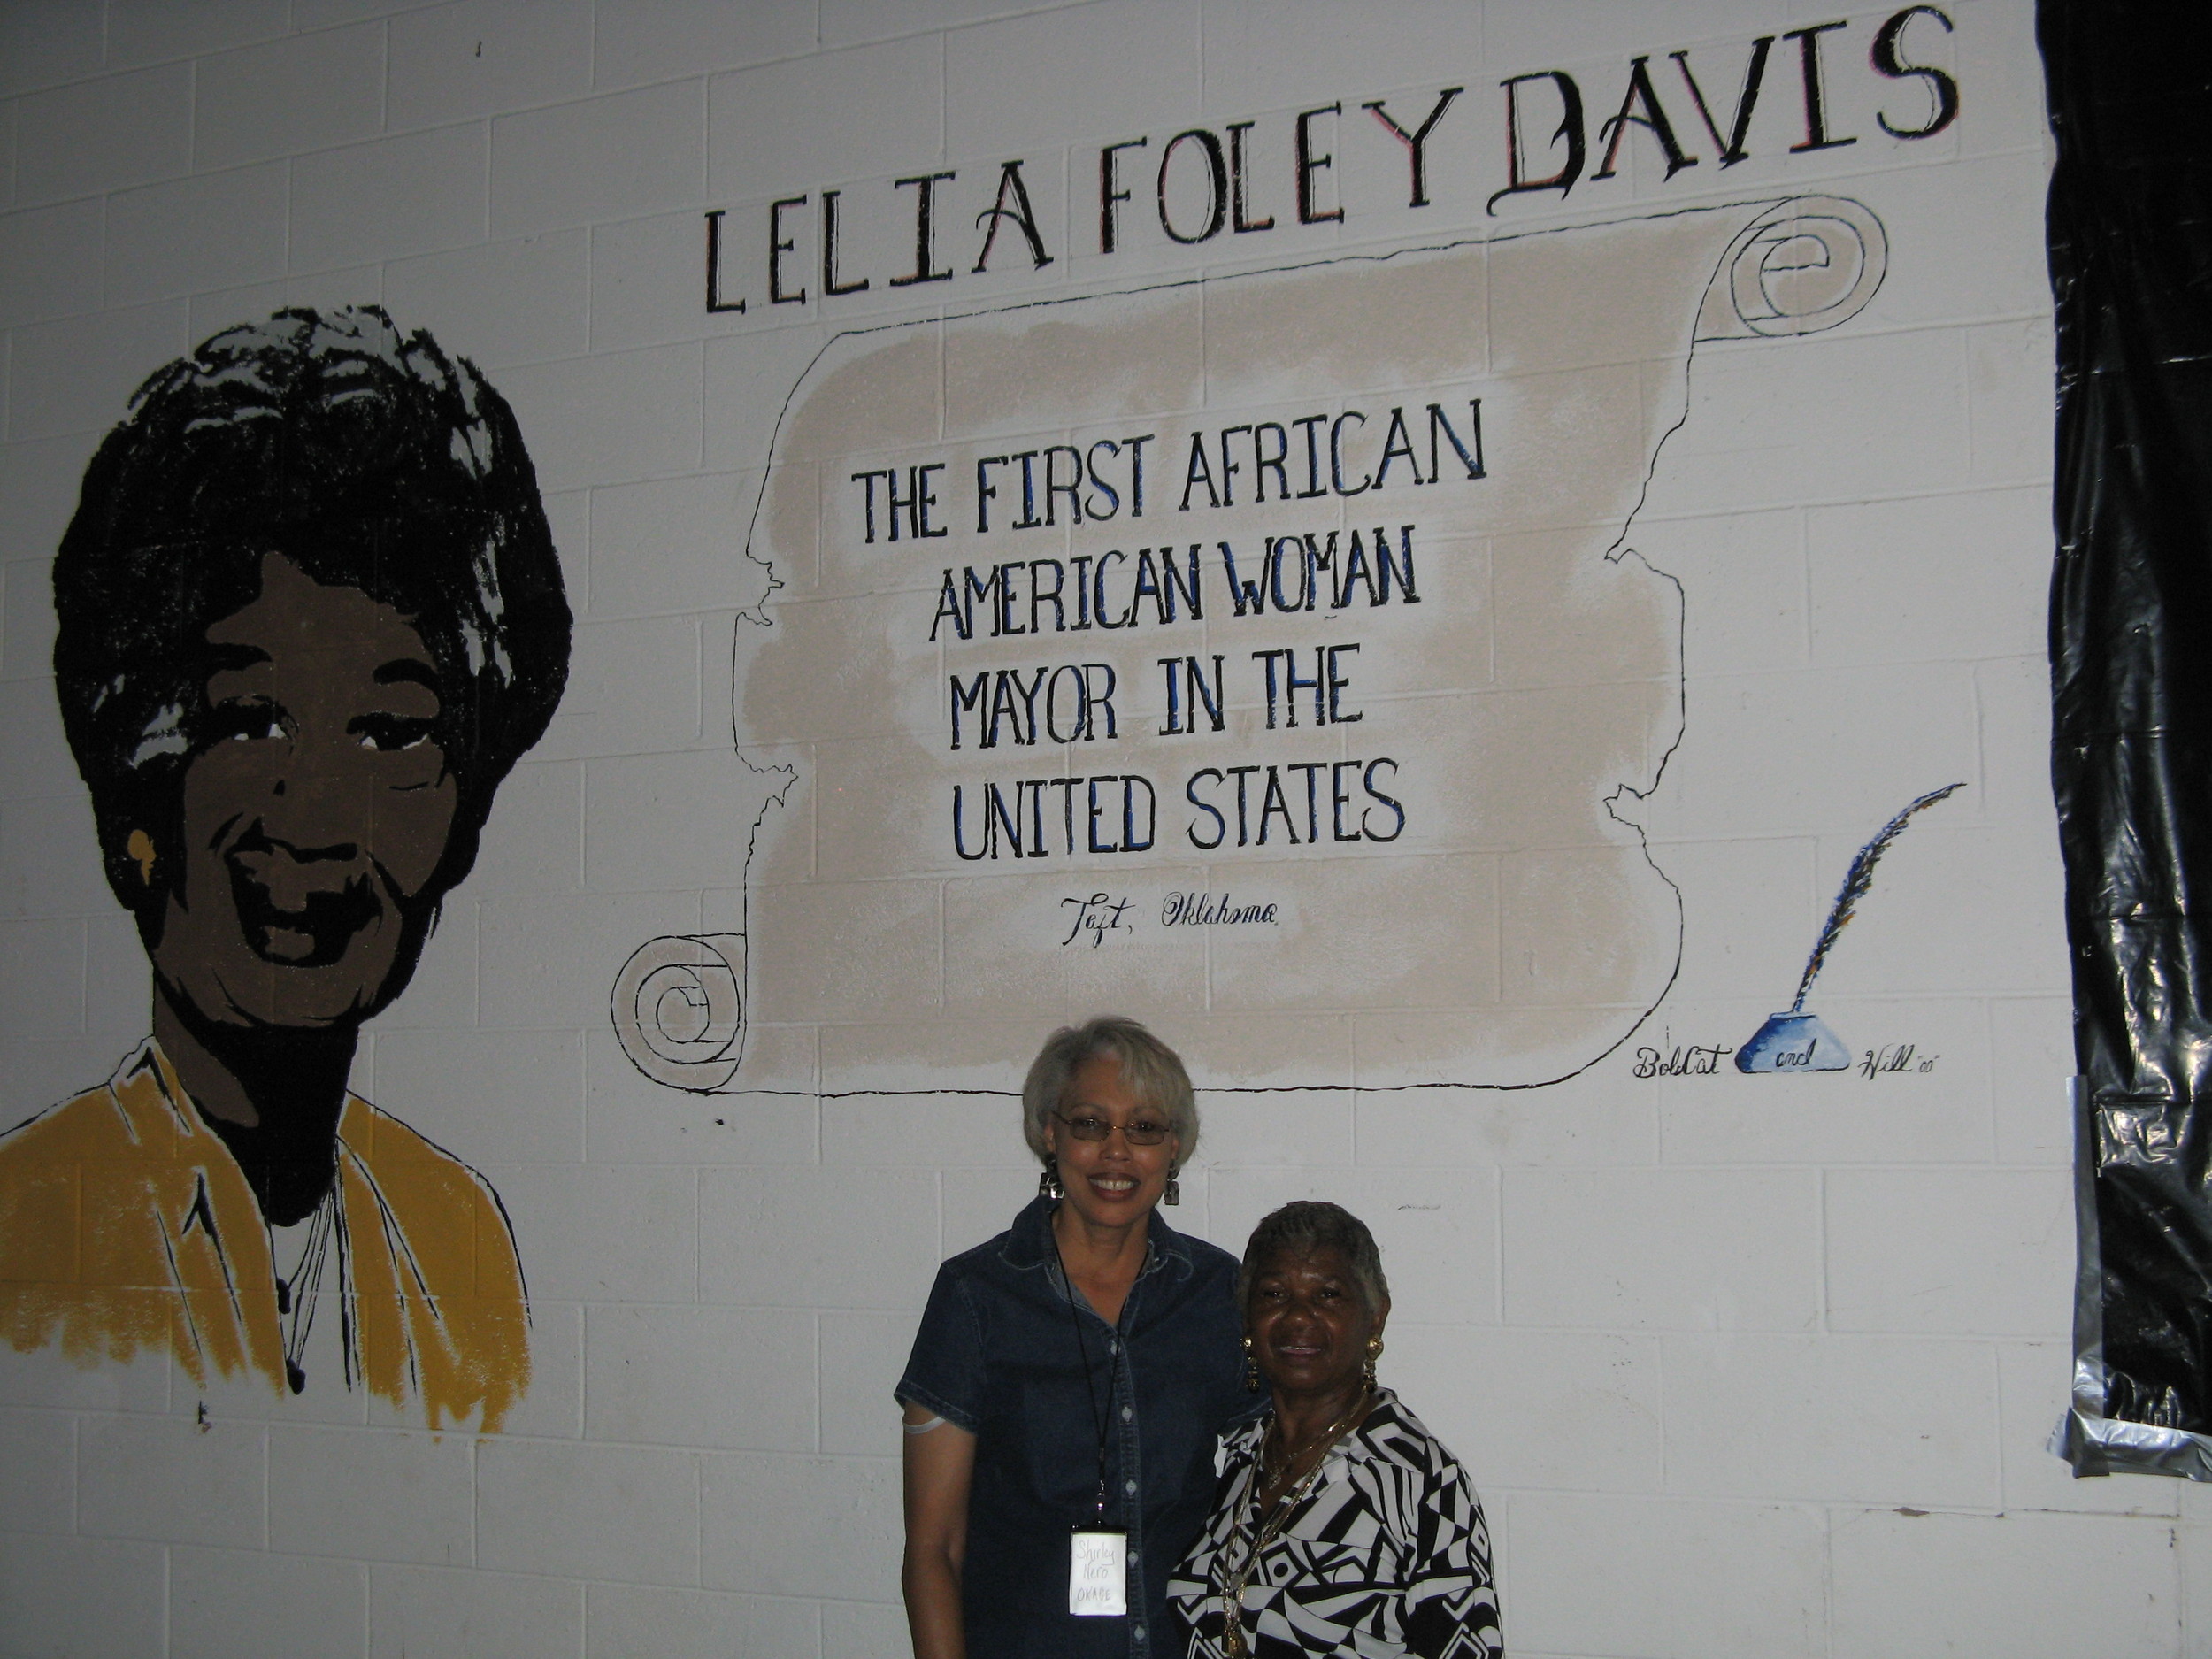 LELIA FOLEY DAVIS
THE FIRST AFRICAN
AMERICAN WOMAN
MAYOR IN THE
UNITED STATES
Taft, Oklahoma
BobCat and Hill "00"
Shirley
Nero
OKAGE